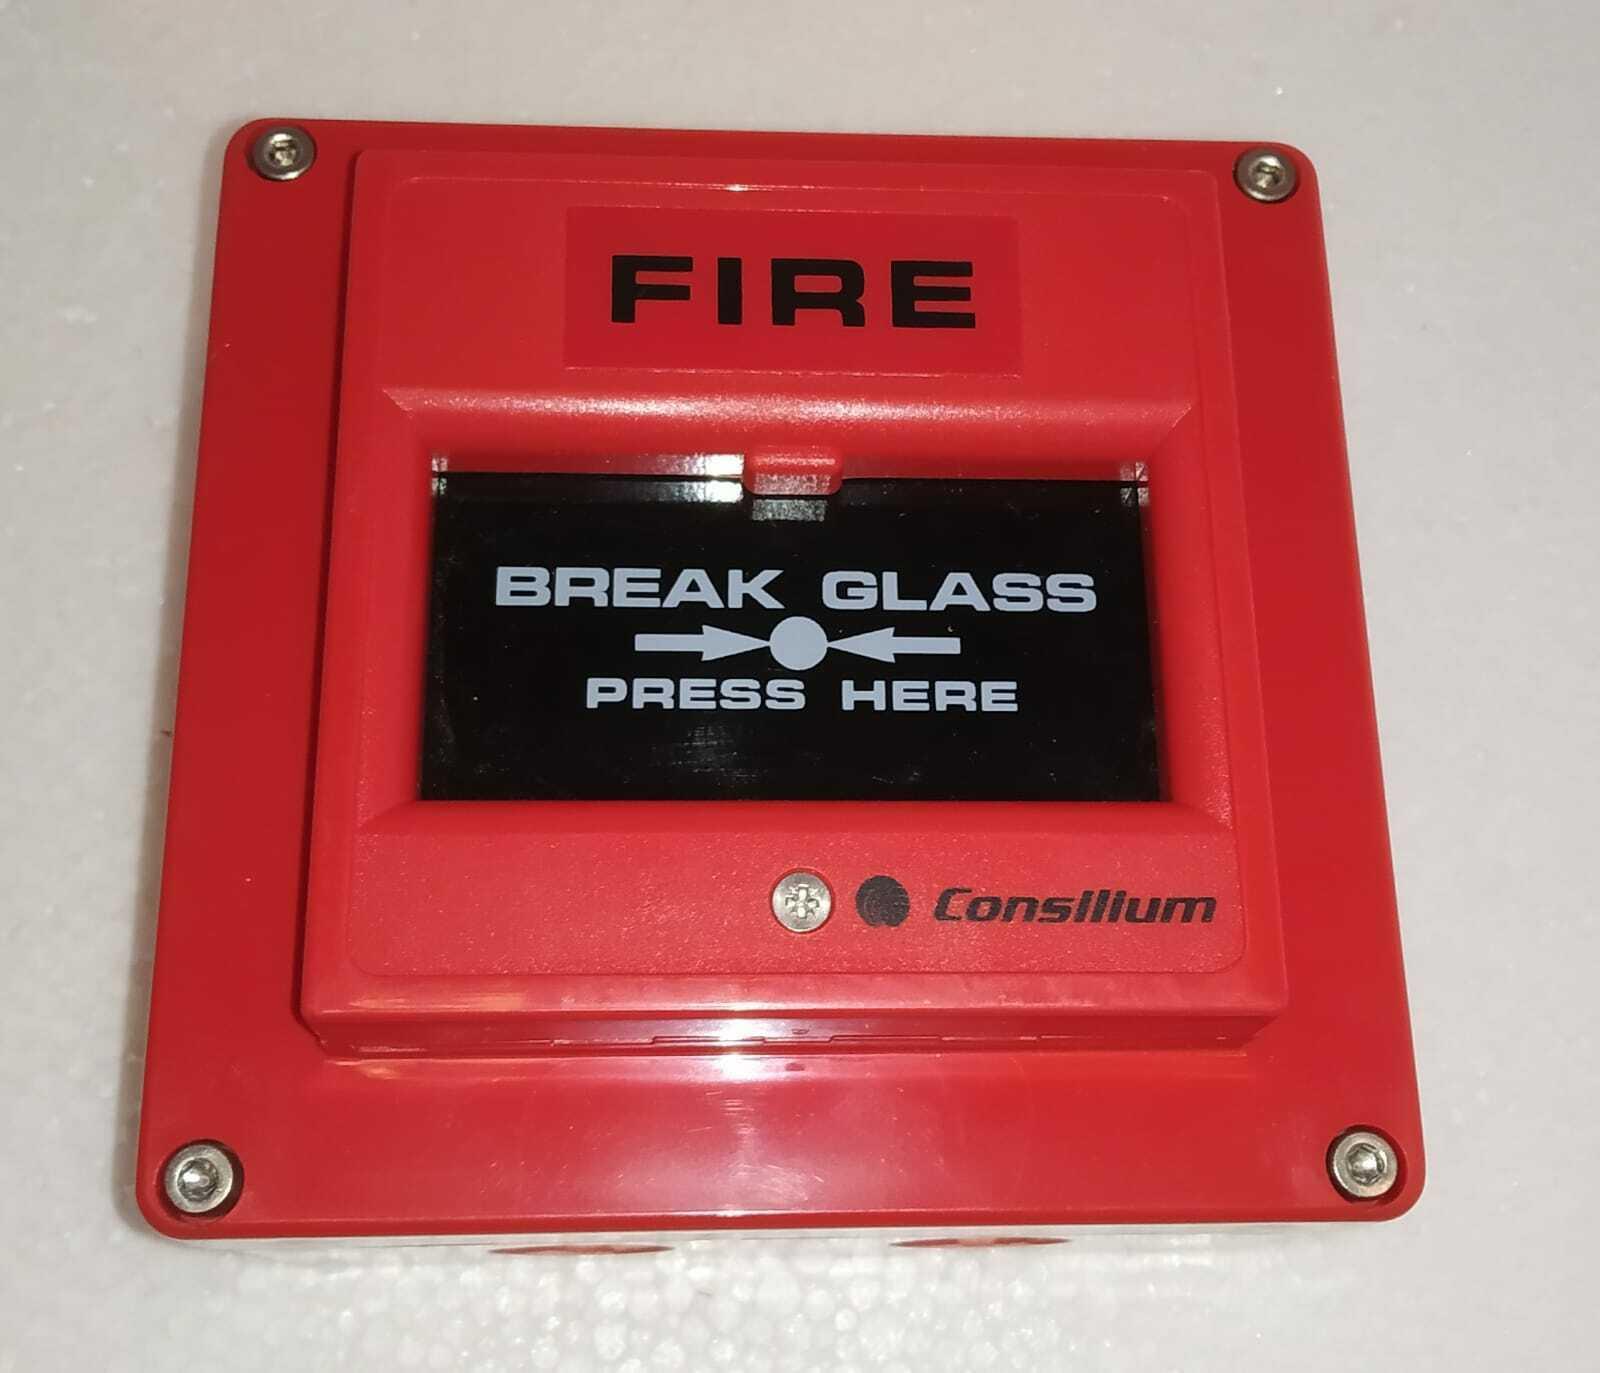 FIRE
BREAK GLASS
PRESS HERE
Consilium